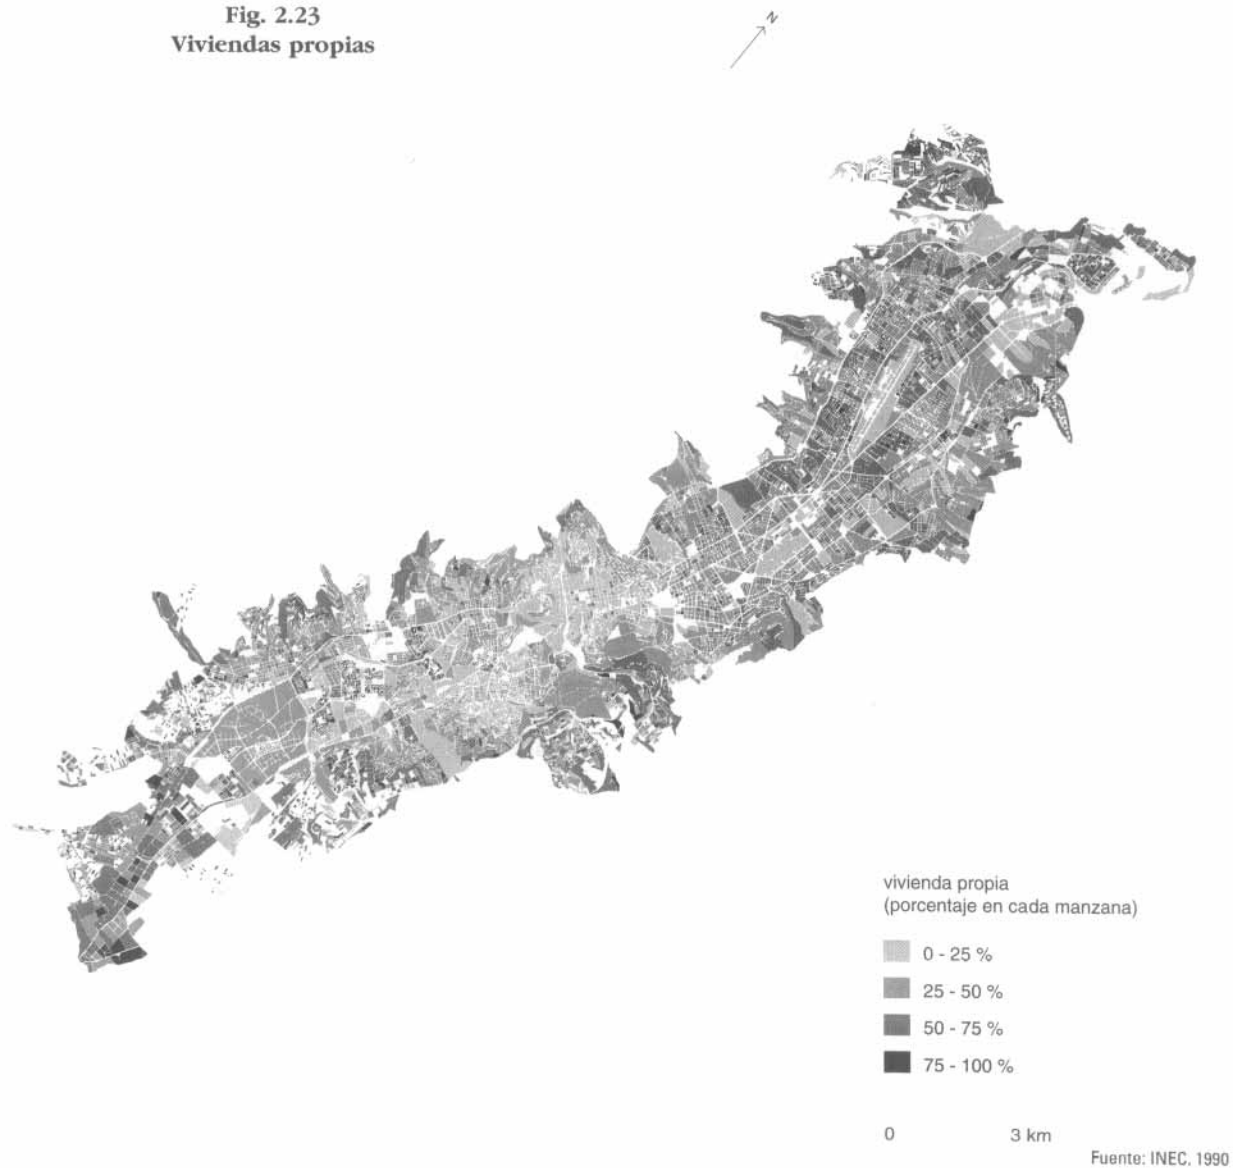 Fig. 2.23
Viviendas propias
N
vivienda propia
(porcentaje en cada manzana)
0 - 25 %
25 - 50 %
50 - 75 %
75 - 100 %
0 3 km
Fuente: INEC, 1990